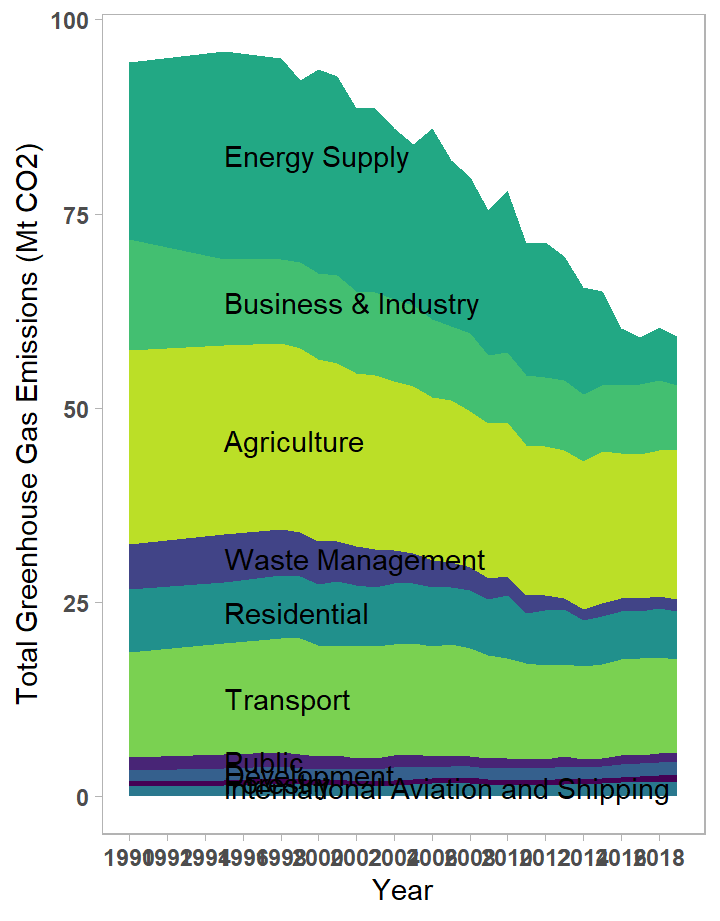 100
75
50
25
0
Total Greenhouse Gas Emissions (Mt CO2)
Energy Supply
Business & Industry
Agriculture
Waste Management
Residential
Transport
Public
Development
Forestry
International Aviation and Shipping
1990 1992 1994 1996 1998 2000 2002 2004 2006 2008 2010 2012 2014 2016 2018
Year